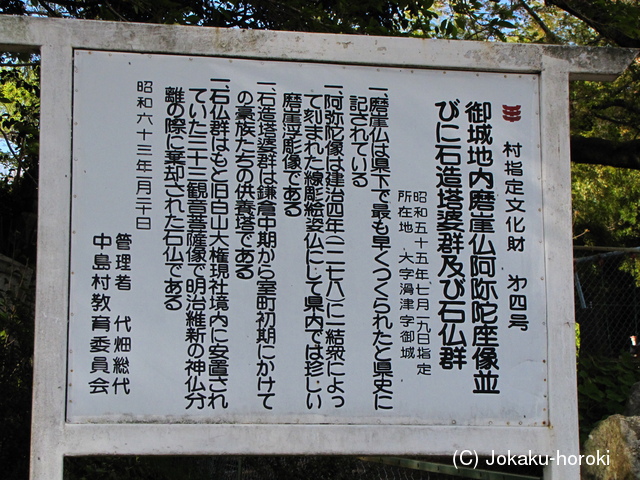 村指定文化財　第四号
御城地内磨崖仏阿弥陀座像並
びに石造塔婆群及び石仏群
昭和五十五年七月一九日指定
所在地　大字滑津字御城
一、磨崖仏は県下で最も早くつくられたと県史に
記されている
一、阿弥陀像は建治四年(一二七八)に一結衆によっ
て刻まれた線彫絵姿仏にして県内では珍しい
磨崖浮彫像である
一、石造塔婆群は鎌倉中期から室町初期にかけて
の豪族たちの供養塔である
一、石仏群はもと旧白山大権現社境内に安置され
ていた三十三観音菩薩像で明治維新の神仏分
離の際に棄却された石仏である
昭和六十三年一月二十日
管理者　代畑総代
中島村教育委員会
(C) Jokaku-horoki